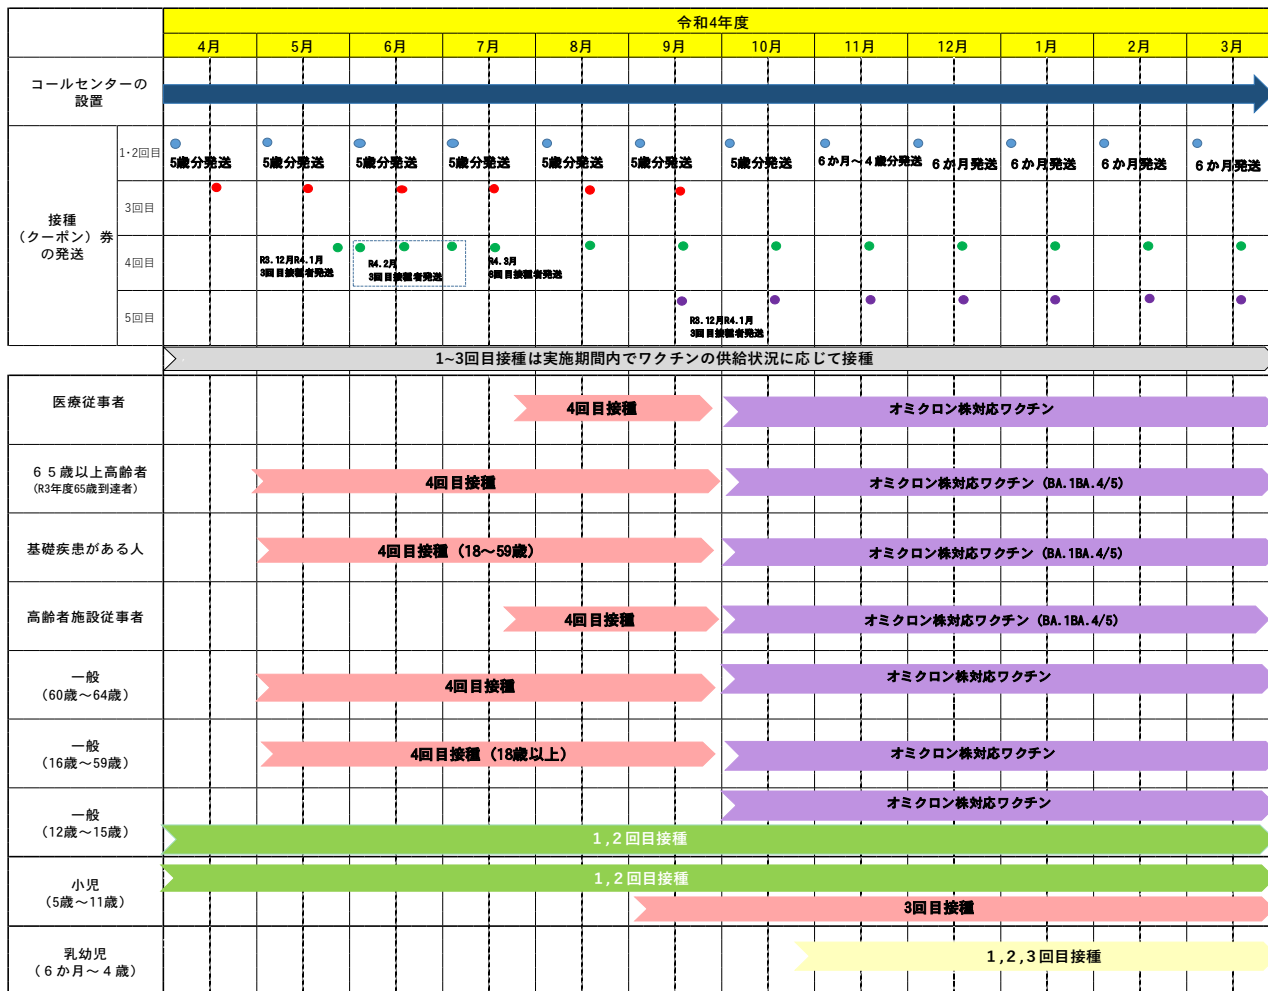 令和4年度
4月 5月 6月 7月 8月 9月 10月 11月 12月 1月 2月 3月
コールセンターの
設置
接種
（クーポン）券
の発送
1・2回目
5歳分発送 5歳分発送 5歳分発送 5歳分発送 5歳分発送 5歳分発送 5歳分発送 6か月～4歳分発送 6か月発送 6か月発送 6か月発送 6か月発送
3回目
4回目
R3.12月R4.1月
3回目接種者発送
R4.2月
3回目接種者発送
R4.3月
3回目接種者発送
5回目
R3.12月R4.1月
3回目接種者発送
1~3回目接種は実施期間内でワクチンの供給状況に応じて接種
医療従事者
4回目接種 オミクロン株対応ワクチン
６５歳以上高齢者
（R3年度65歳到達者）
4回目接種 オミクロン株対応ワクチン（BA.1BA.4/5）
基礎疾患がある人
4回目接種（18～59歳） オミクロン株対応ワクチン（BA.1BA.4/5）
高齢者施設従事者
4回目接種 オミクロン株対応ワクチン（BA.1BA.4/5）
一般
（60歳～64歳）
4回目接種 オミクロン株対応ワクチン
一般
（16歳～59歳）
4回目接種（18歳以上） オミクロン株対応ワクチン
一般
（12歳～15歳）
オミクロン株対応ワクチン
1,2回目接種
小児
（5歳～11歳）
1,2回目接種
3回目接種
乳幼児
（６か月～４歳）
1,2,3回目接種